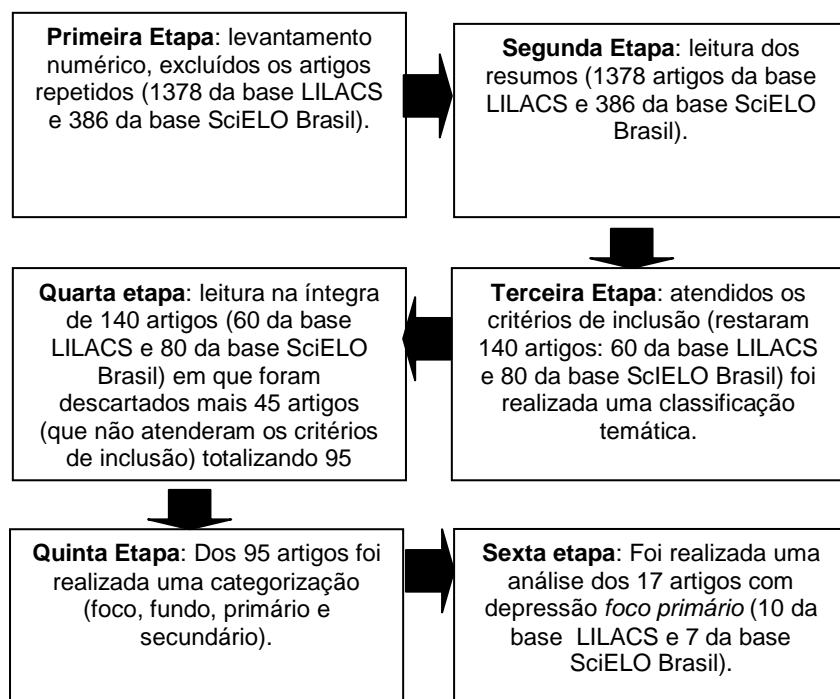 Primeira Etapa: levantamento
numérico, excluídos os artigos
repetidos (1378 da base LILACS
e 386 da base SciELO Brasil).
Segunda Etapa: leitura dos
resumos (1378 artigos da base
LILACS e 386 da base SciELO
Brasil).
Terceira Etapa: atendidos os
critérios de inclusão (restaram
140 artigos: 60 da base LILACS
e 80 da base ScIELO Brasil) foi
realizada uma classificação
temática.
Quarta etapa: leitura na íntegra
de 140 artigos (60 da base
LILACS e 80 da base SciELO
Brasil) em que foram
descartados mais 45 artigos
(que não atenderam os critérios
de inclusão) totalizando 95
Quinta Etapa: Dos 95 artigos foi
realizada uma categorização
(foco, fundo, primário e
secundário).
Sexta etapa: Foi realizada uma
análise dos 17 artigos com
depressão foco primário (10 da
base LILACS e 7 da base
SciELO Brasil).